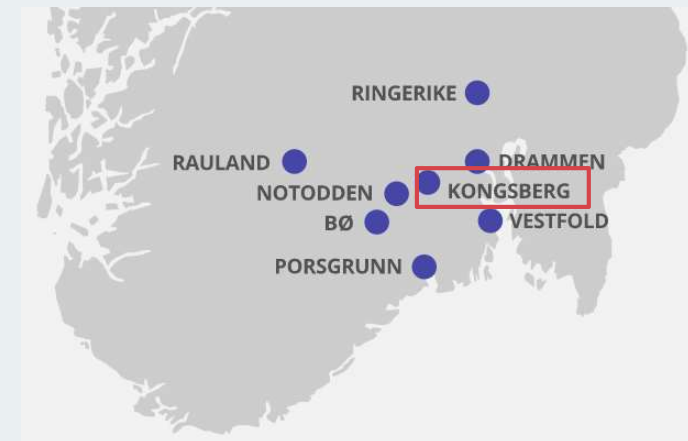 RINGERIKE
RAULAND
DRAMMEN
NOTODDEN
KONGSBERG
BØ
VESTFOLD
PORSGRUNN